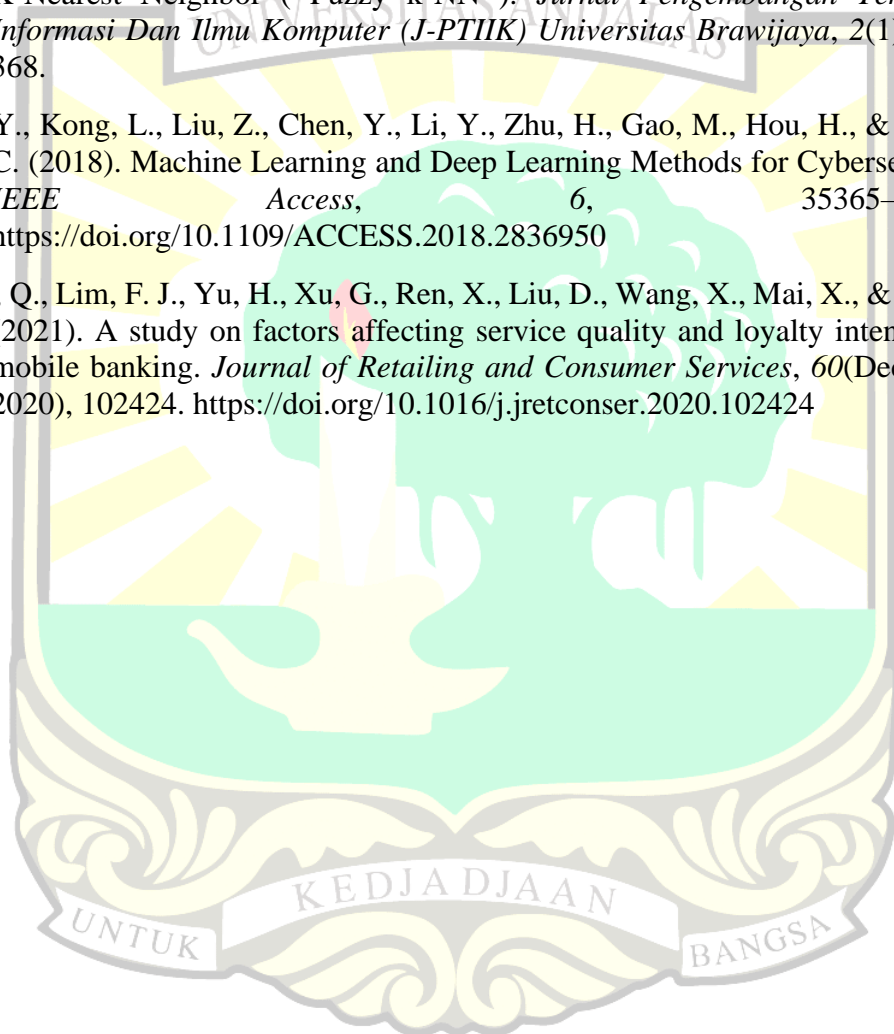 K-Nearest Neighbor ( Fuzzy k-NN ). Jurnal Pengembangan
UNIVERSITAS ANDALAS
Informasi Dan Ilmu Komputer (J-PTIIK) Universitas Brawijaya, 2(1)
368.
Y., Kong, L., Liu, Z., Chen, Y., Li, Y., Zhu, H., Gao, M., Hou, H., &
C. (2018). Machine Learning and Deep Learning Methods for Cyberse
IEEE Access, 6, 35365–
https://doi.org/10.1109/ACCESS.2018.2836950
Q., Lim, F. J., Yu, H., Xu, G., Ren, X., Liu, D., Wang, X., Mai, X., &
2021). A study on factors affecting service quality and loyalty inten
mobile banking. Journal of Retailing and Consumer Services, 60(Dec
2020), 102424. https://doi.org/10.1016/j.jretconser.2020.102424
KEDJADJAAN
UNTUK
BANGSA